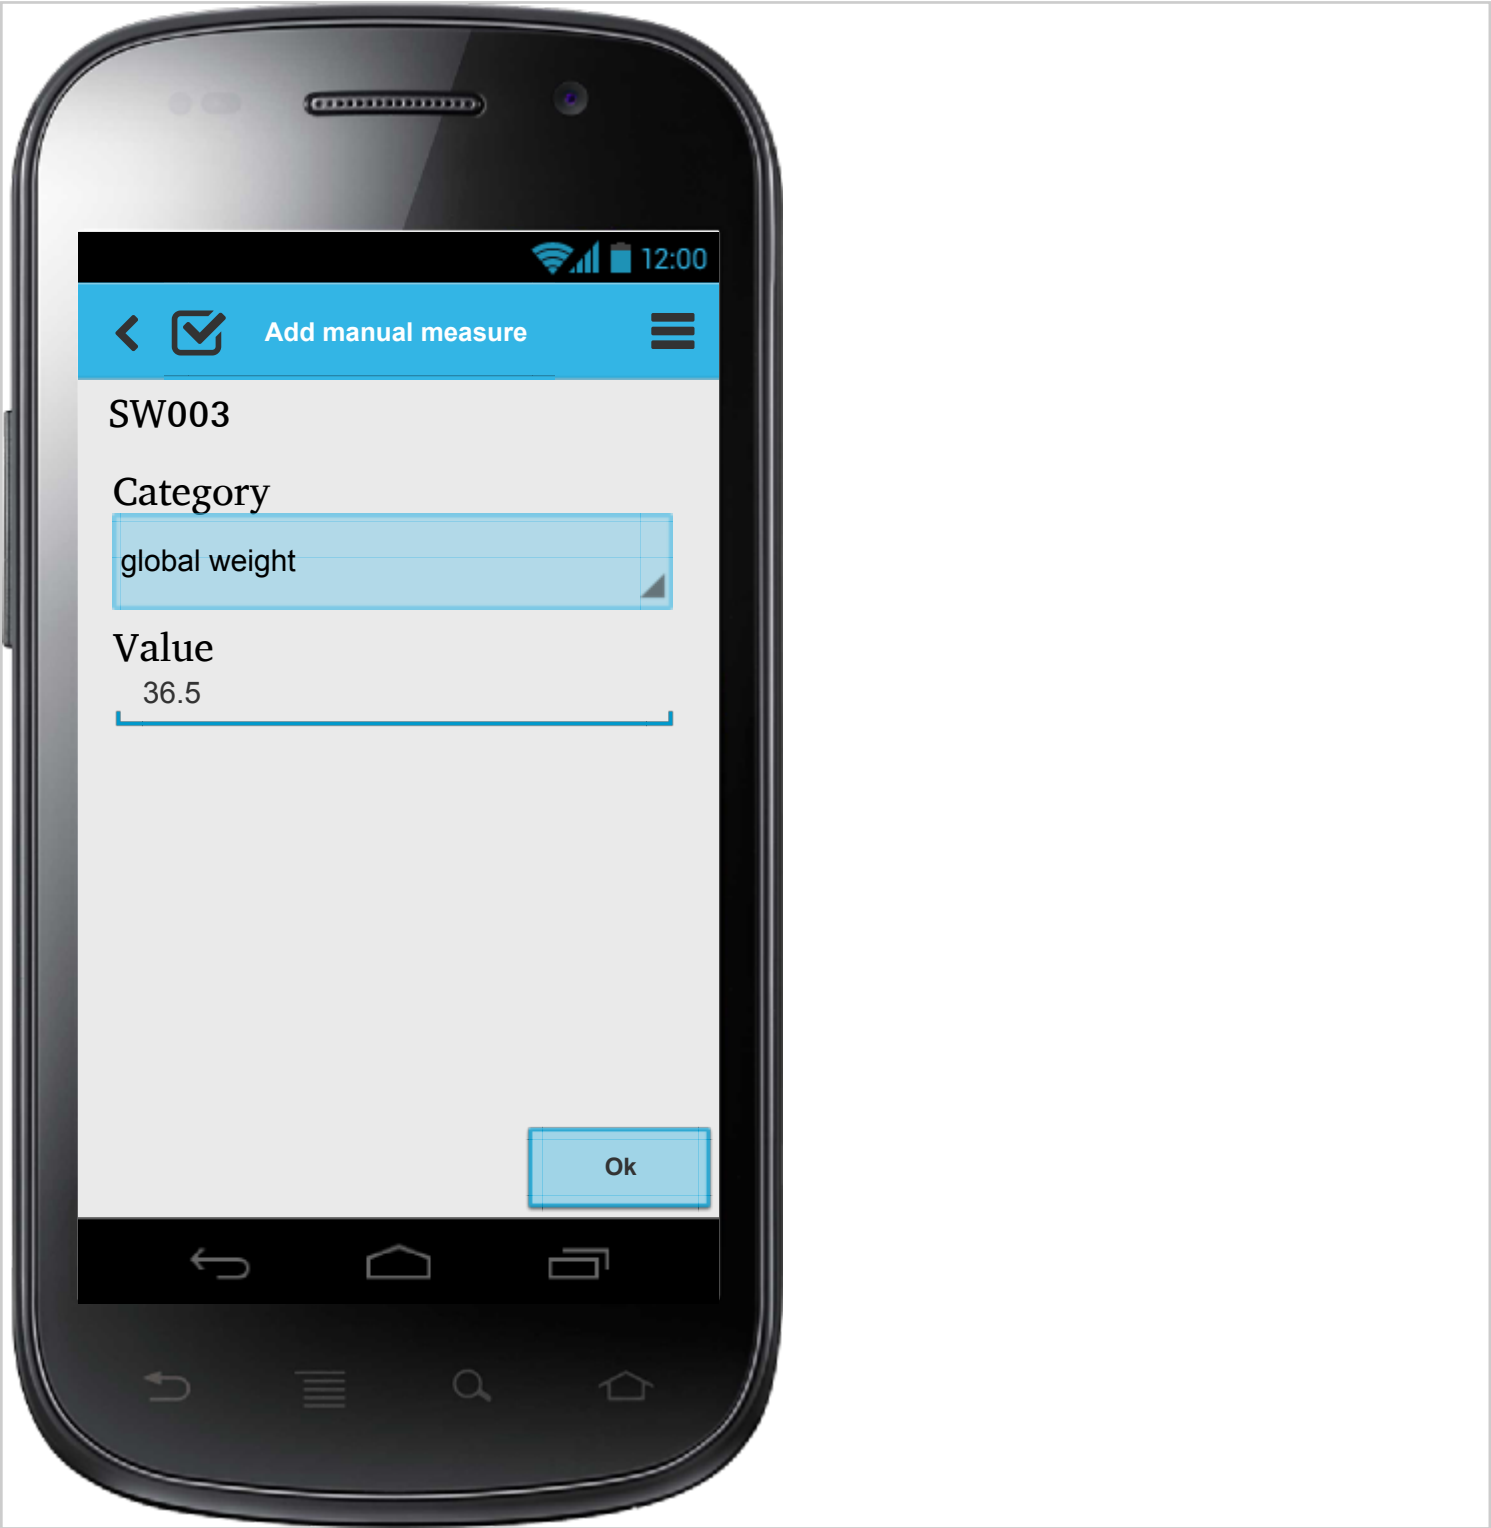 12:00
Add manual measure
SW003
Category
global weight
Value
36.5
Ok